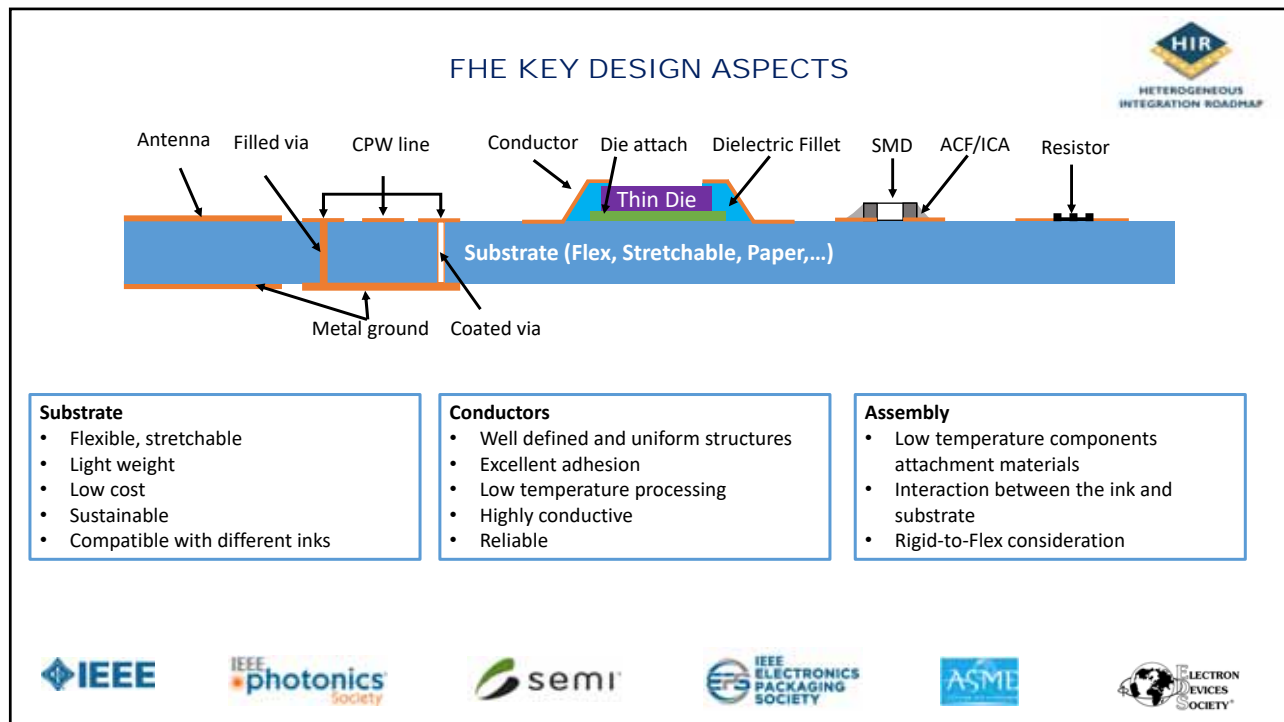 FHE KEY DESIGN ASPECTS
HIR
HETEROGENEOUS
INTEGRATION ROADMAP
Antenna
Filled via
CPW line
Conductor
Die attach
Dielectric Fillet
SMD
ACF/ICA
Resistor
Thin Die
Substrate (Flex, Stretchable, Paper,...)
Metal ground
Coated via
Substrate
• Flexible, stretchable
• Light weight
• Low cost
• Sustainable
• Compatible with different inks
Conductors
• Well defined and uniform structures
• Excellent adhesion
• Low temperature processing
• Highly conductive
• Reliable
Assembly
• Low temperature components
attachment materials
• Interaction between the ink and
substrate
• Rigid-to-Flex consideration
IEEE
IEEE
photonics
Society
semi
EPS
IEEE
ELECTRONICS
PACKAGING
SOCIETY
ASME
ELECTRON
DEVICES
SOCIETY®